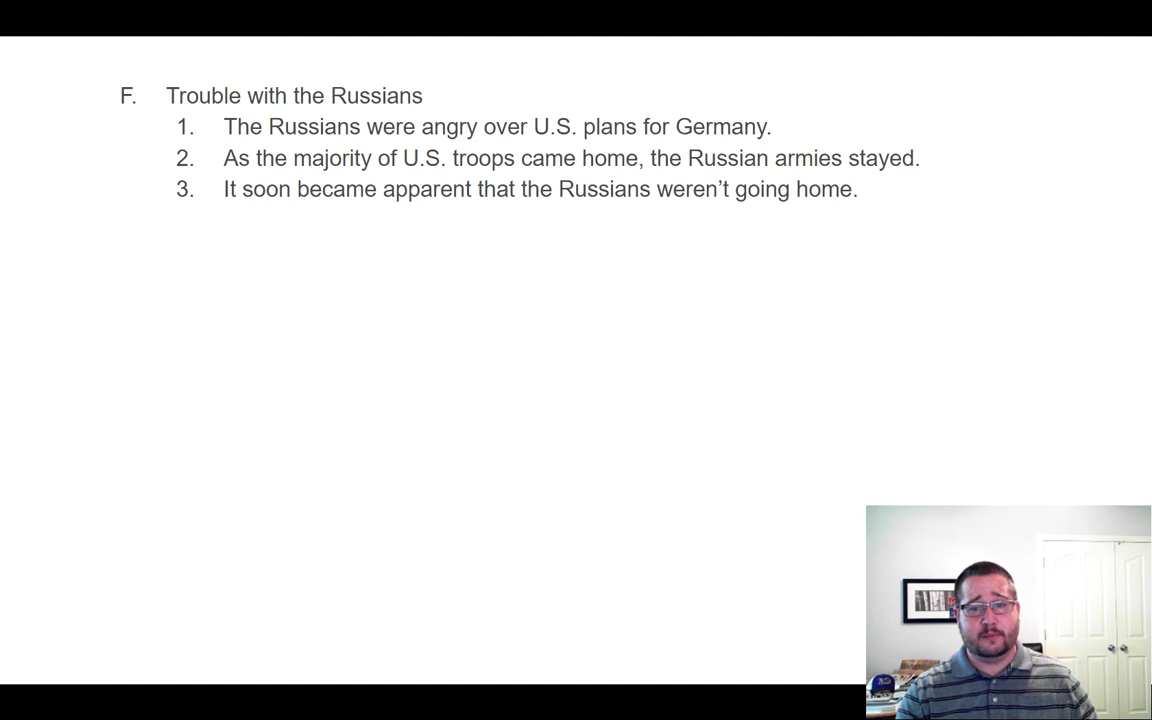 F. Trouble with the Russians
1. The Russians were angry over U.S. plans for Germany.
2. As the majority of U.S. troops came home, the Russian armies stayed.
3. It soon became apparent that the Russians weren’t going home.